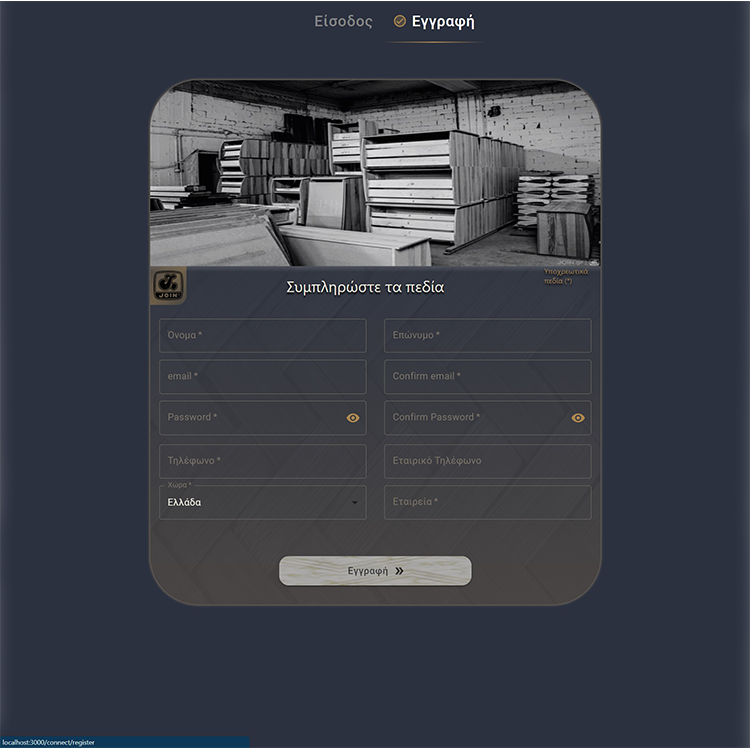 Είσοδος
Εγγραφή
Υποχρεωτικά
πεδία (*)
JOIN
Συμπληρώστε τα πεδία
Όνομα *
Επώνυμο *
email *
Confirm email *
Password *
Confirm Password *
Τηλέφωνο *
Εταιρικό Τηλέφωνο
Χώρα *
Ελλάδα
Εταιρεία *
Εγγραφή
localhost:3000/connect/register